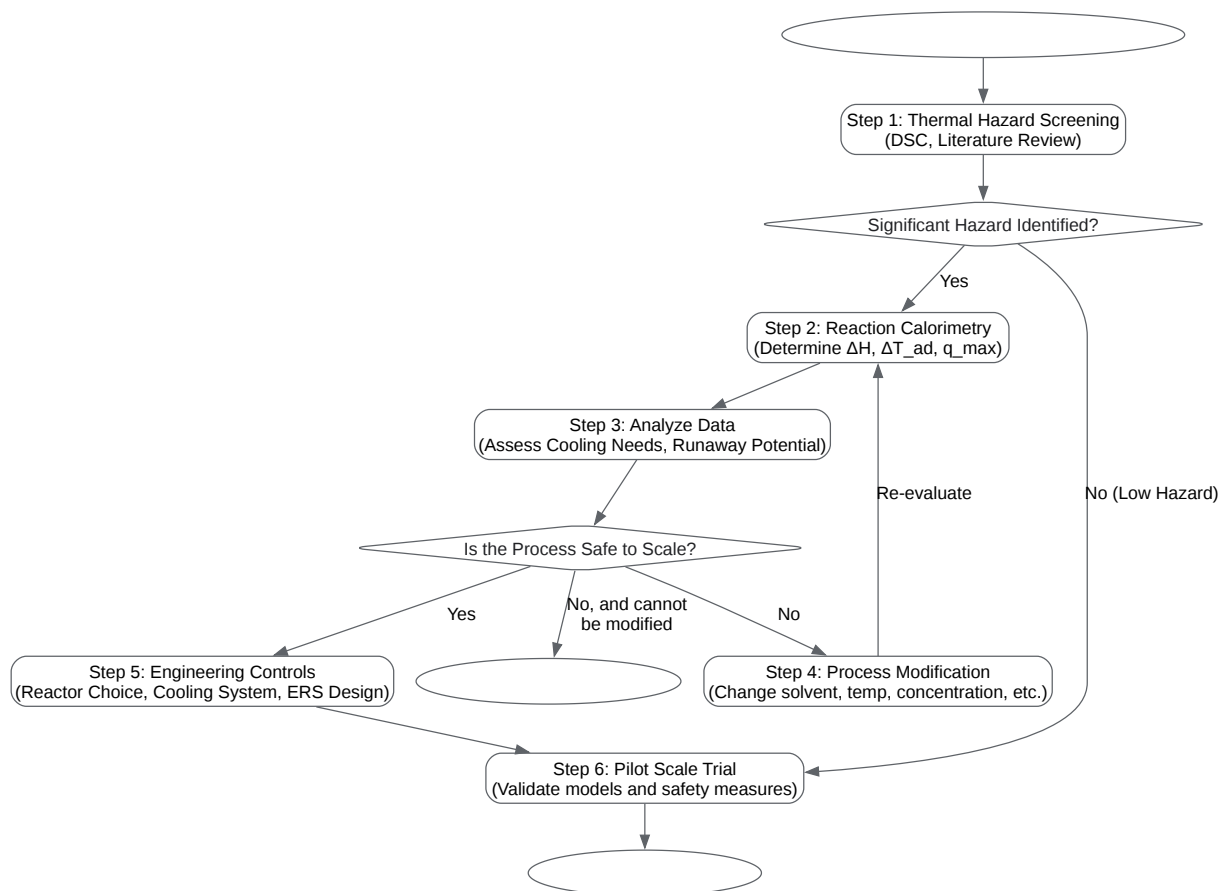 Step 1: Thermal Hazard Screening
(DSC, Literature Review)
Significant Hazard Identified?
Yes
Step 2: Reaction Calorimetry
(Determine ΔH, ΔT_ad, q_max)
Step 3: Analyze Data
(Assess Cooling Needs, Runaway Potential)
Re-evaluate
No (Low Hazard)
Is the Process Safe to Scale?
Yes
No, and cannot
be modified
No
Step 5: Engineering Controls
(Reactor Choice, Cooling System, ERS Design)
Step 4: Process Modification
(Change solvent, temp, concentration, etc.)
Step 6: Pilot Scale Trial
(Validate models and safety measures)